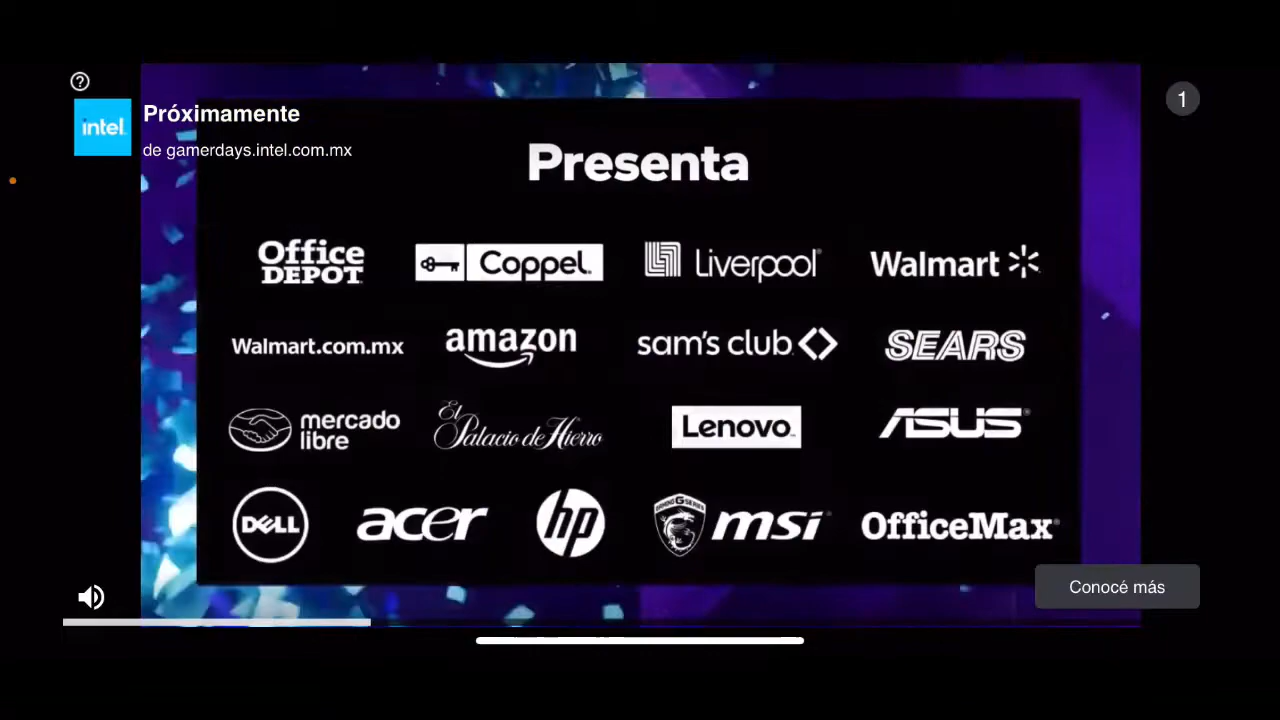 Próximamente
1
intel
de gamerdays.intel.com.mx
Presenta
Office
DEPOT
Coppel
Liverpool
Walmart
Walmart.com.mx
amazon
sam's club
SEARS
mercado
libre
El
Palacio de Hierro
Lenovo
ASUS
DELL
acer
hp
msi
OfficeMax
Conocé más